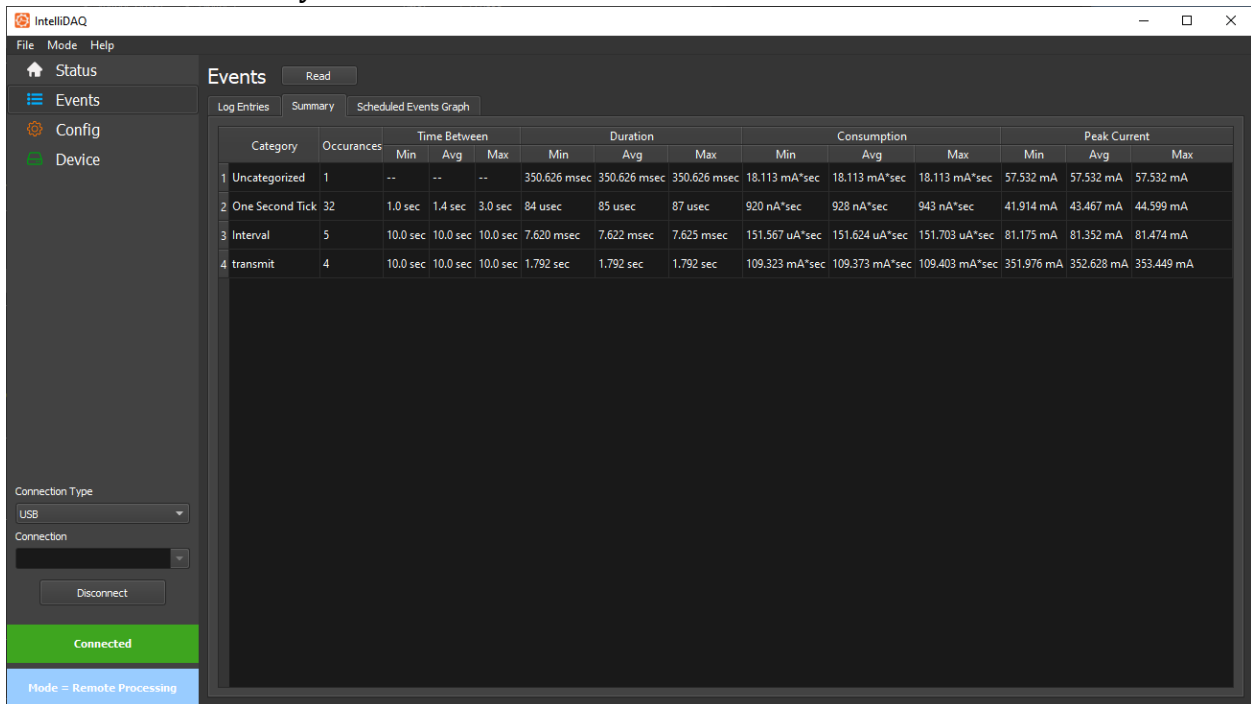 IntelliDAQ
File Mode Help
Status
Events
Config
Device
Events Read
Log Entries Summary Scheduled Events Graph
Category Occurances Time Between Duration Consumption Peak Current
Min Avg Max Min Avg Max Min Avg Max Min Avg Max
1 Uncategorized 1 -- -- -- 350.626 msec 350.626 msec 350.626 msec 18.113 mA*sec 18.113 mA*sec 18.113 mA*sec 57.532 mA 57.532 mA 57.532 mA
2 One Second Tick 32 1.0 sec 1.4 sec 3.0 sec 84 usec 85 usec 87 usec 920 nA*sec 928 nA*sec 943 nA*sec 41.914 mA 43.467 mA 44.599 mA
3 Interval 5 10.0 sec 10.0 sec 10.0 sec 7.620 msec 7.622 msec 7.625 msec 151.567 uA*sec 151.624 uA*sec 151.703 uA*sec 81.175 mA 81.352 mA 81.474 mA
4 transmit 4 10.0 sec 10.0 sec 10.0 sec 1.792 sec 1.792 sec 1.792 sec 109.323 mA*sec 109.373 mA*sec 109.403 mA*sec 351.976 mA 352.628 mA 353.449 mA
Connection Type
USB
Connection
Disconnect
Connected
Mode = Remote Processing